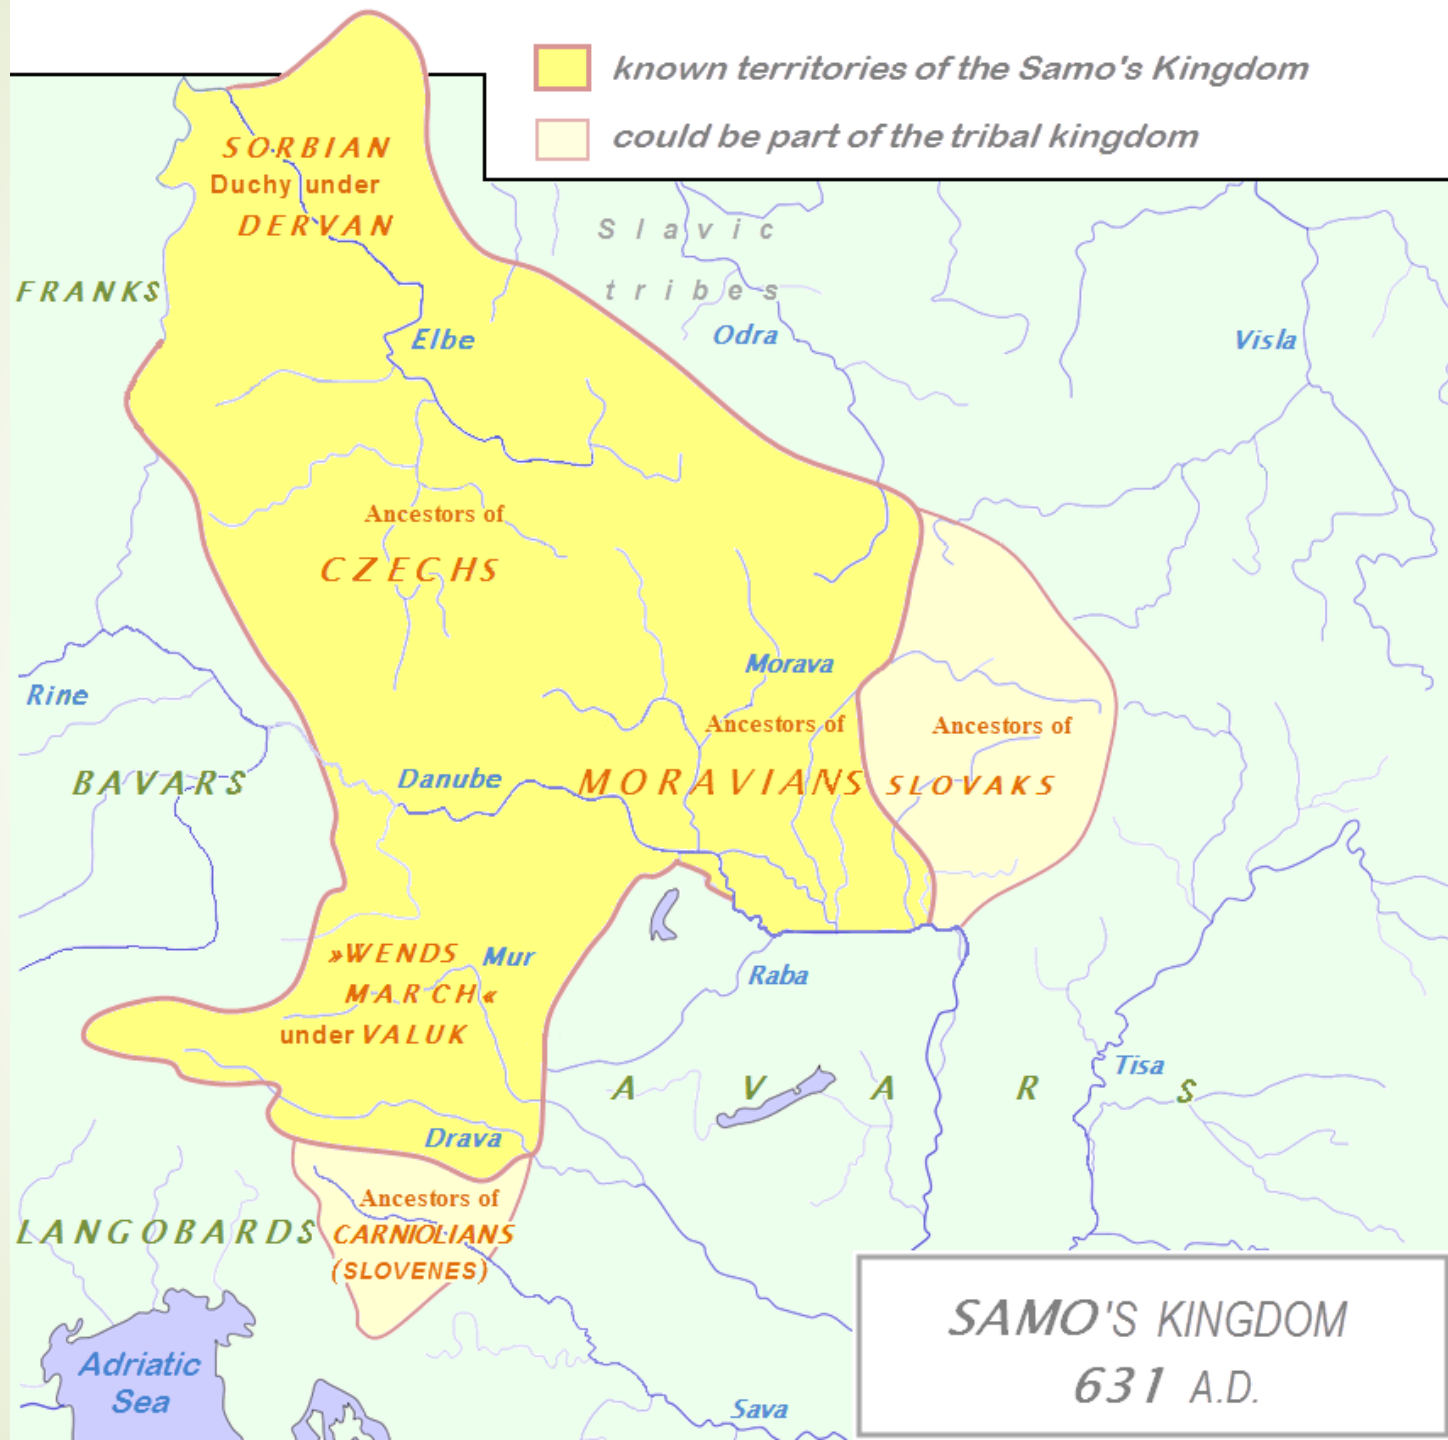 known territories of the Samo's Kingdom
could be part of the tribal kingdom
SORBIAN
Duchy under
DERVAN
Slavic
tribes
FRANKS
Elbe
Odra
Visla
Ancestors of
CZECHS
Morava
Rine
Ancestors of
MORAVIANS
Ancestors of
SLOVAKS
BAVARS
Danube
»WENDS
MARCH«
under VALUK
Mur
Raba
AVARS
Tisa
Drava
Ancestors of
CARNIOLIANS
(SLOVENES)
LANGOBARDS
Adriatic
Sea
Sava
SAMO'S KINGDOM
631 A.D.